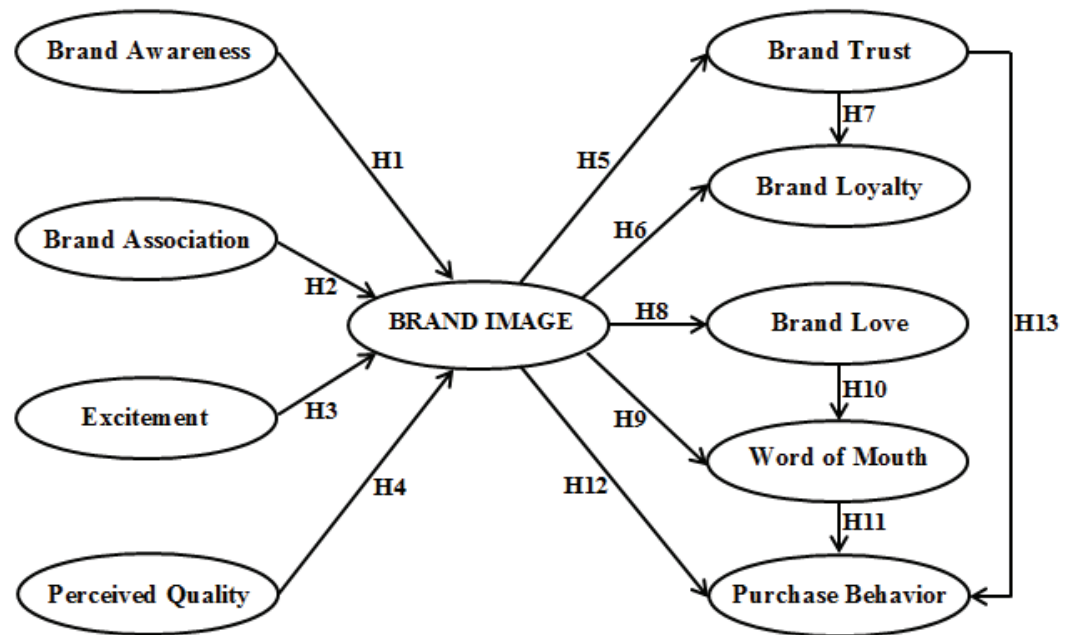 Brand Awareness
Brand Trust
H7
H1
H5
Brand Loyalty
Brand Association
H6
H2
BRAND IMAGE
H8
Brand Love
H13
H10
Excitement
H3
H9
Word of Mouth
H4
H12
H11
Perceived Quality
Purchase Behavior